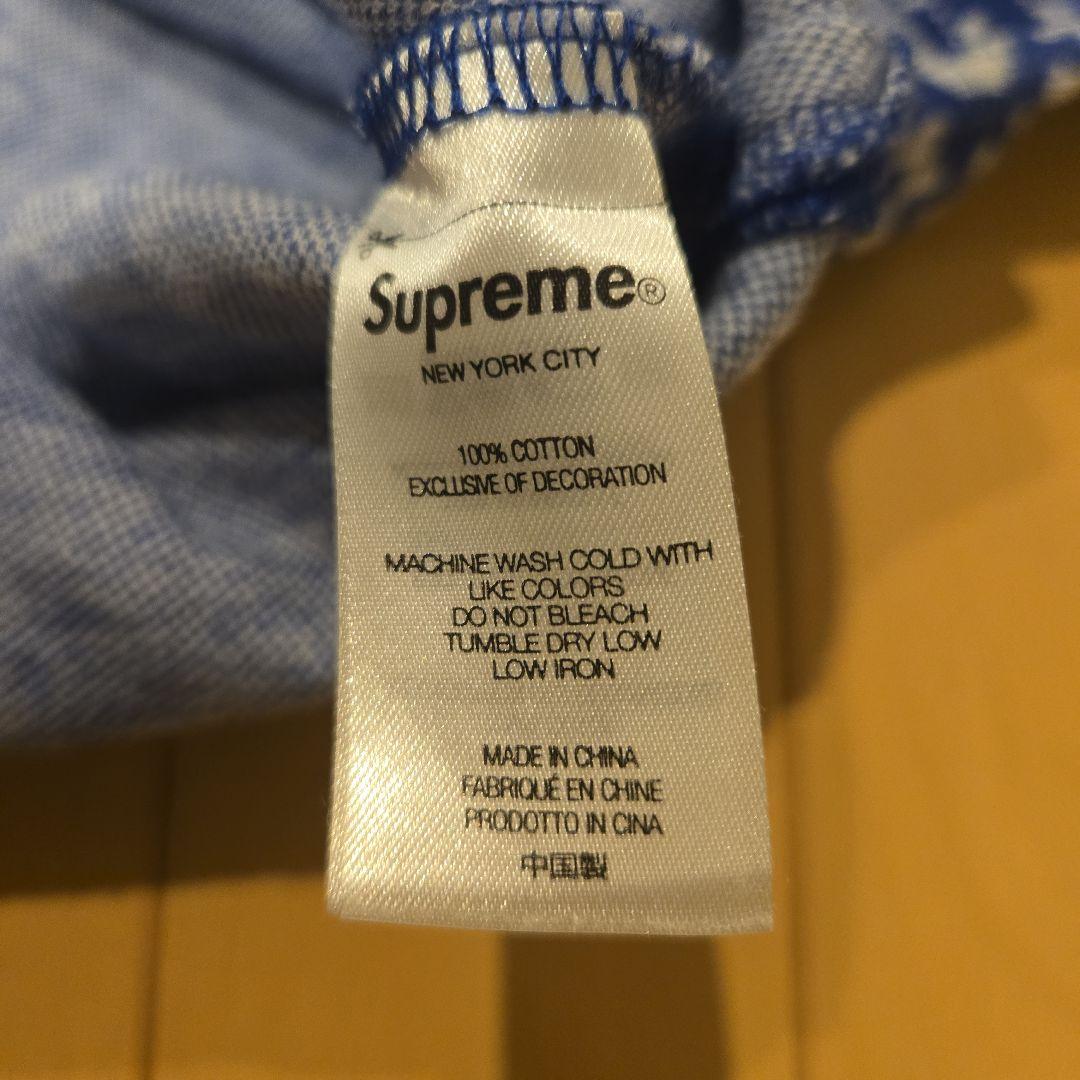 Supreme®
NEW YORK CITY
100% COTTON
EXCLUSIVE OF DECORATION
MACHINE WASH COLD WITH
LIKE COLORS
DO NOT BLEACH
TUMBLE DRY LOW
LOW IRON
MADE IN CHINA
FABRIQUÉ EN CHINE
PRODOTTO IN CINA
中国製